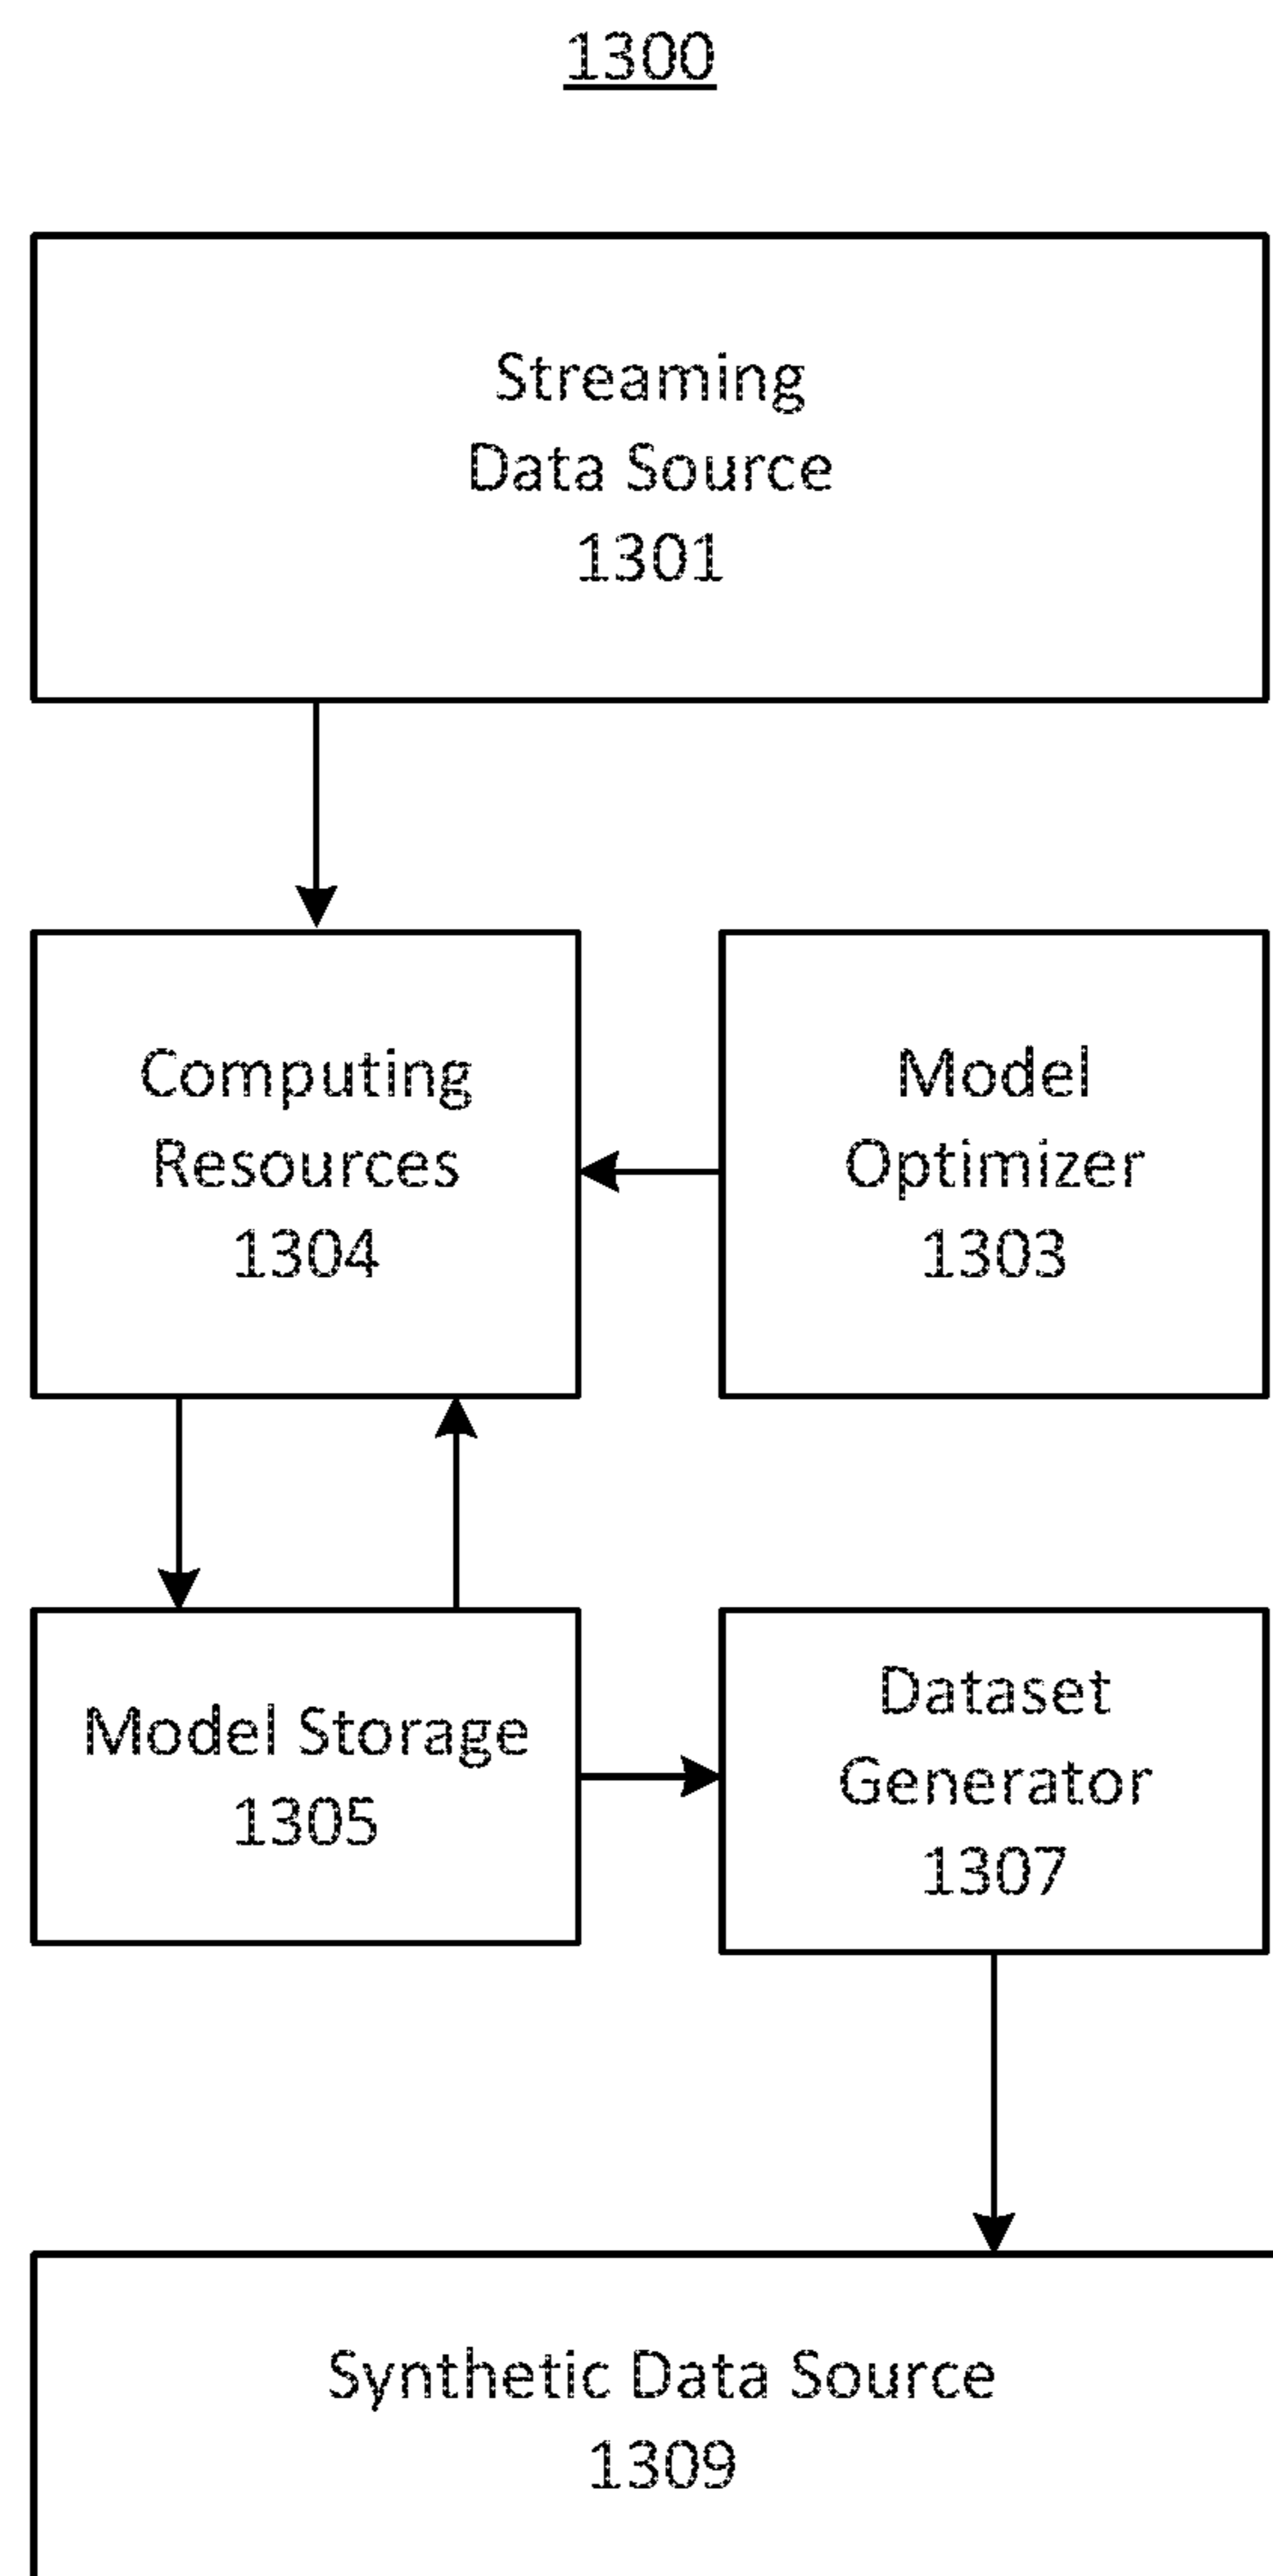 1300
Streaming
Data Source
1301
Computing
Resources
1304
Model
Optimizer
1303
Model Storage
1305
Dataset
Generator
1307
Synthetic Data Source
1309